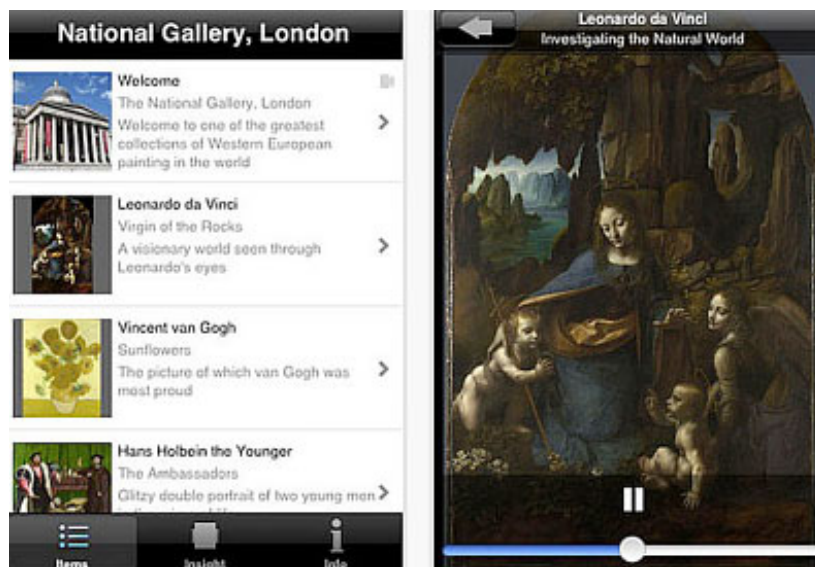 National Gallery, London
Welcome
The National Gallery, London
Welcome to one of the greatest
collections of Western European
painting in the world
Leonardo da Vinci
Virgin of the Rocks
A visionary world seen through
Leonardo's eyes
Vincent van Gogh
Sunflowers
The picture of which van Gogh was
most proud
Hans Holbein the Younger
The Ambassadors
Glitzy double portrait of two young men
Items
Insight
Info
Leonardo da Vinci
Investigating the Natural World